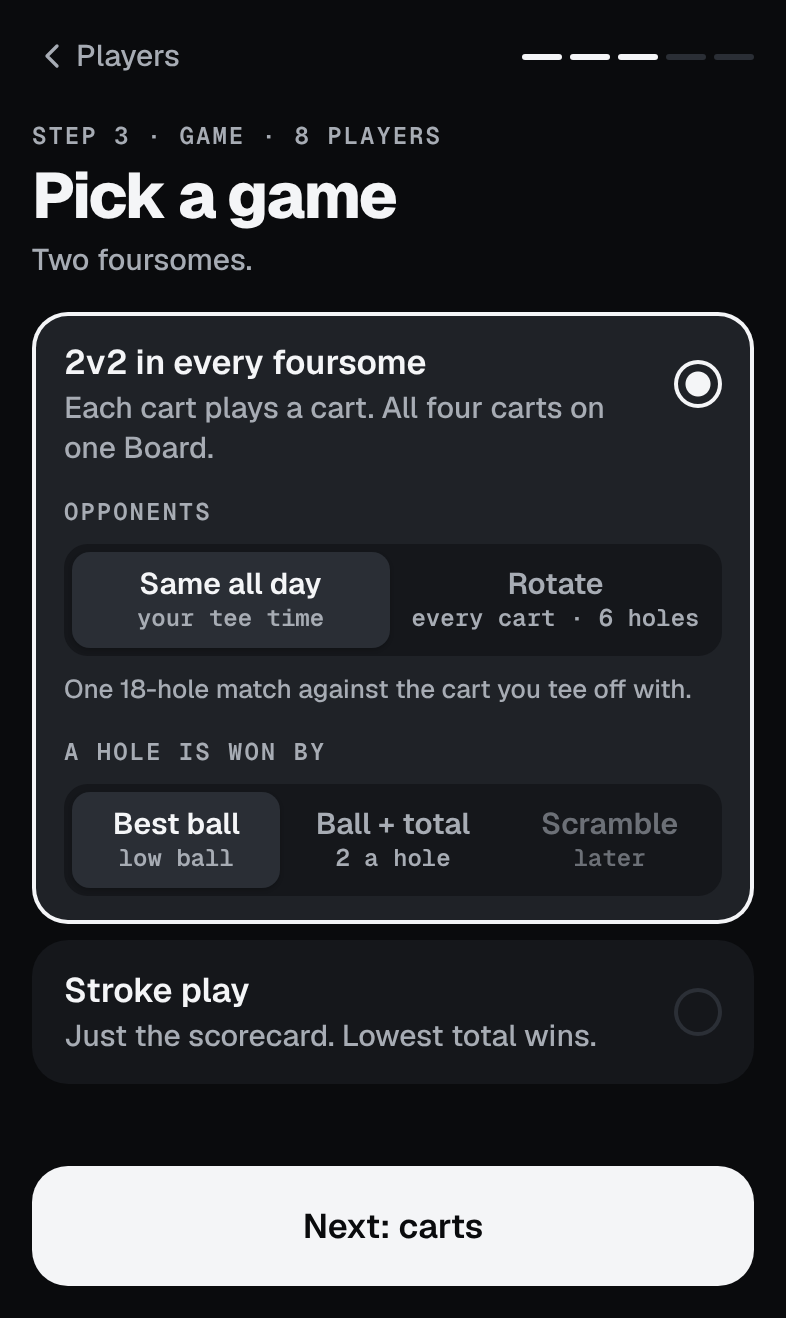 Players
STEP 3 · GAME · 8 PLAYERS
Pick a game
Two foursomes.
2v2 in every foursome
Each cart plays a cart. All four carts on
one Board.
OPPONENTS
Same all day
your tee time
Rotate
every cart · 6 holes
One 18-hole match against the cart you tee off with.
A HOLE IS WON BY
Best ball
low ball
Ball + total
2 a hole
Scramble
later
Stroke play
Just the scorecard. Lowest total wins.
Next: carts